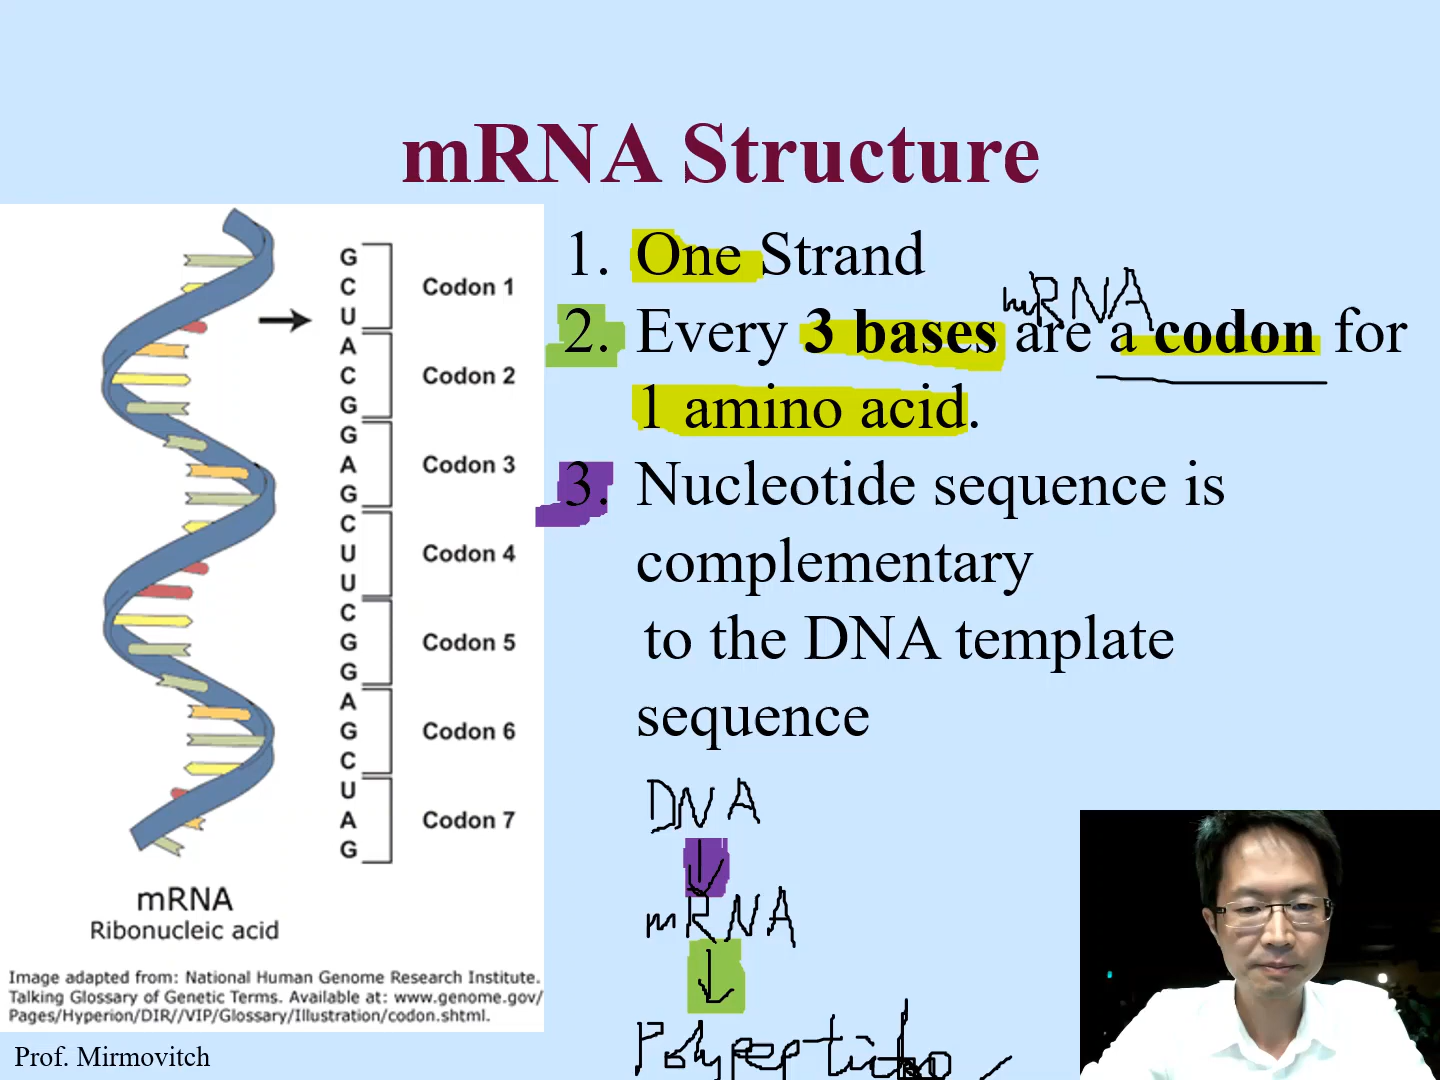 mRNA Structure
G
C
U
Codon 1
A
C
G
Codon 2
G
A
G
Codon 3
C
U
U
Codon 4
C
G
G
Codon 5
A
G
C
Codon 6
U
A
G
Codon 7
mRNA
Ribonucleic acid
Image adapted from: National Human Genome Research Institute.
Talking Glossary of Genetic Terms. Available at: www.genome.gov/
Pages/Hyperion/DIR//VIP/Glossary/Illustration/codon.shtml.
Prof. Mirmovitch
1. One Strand
mRNA
2. Every 3 bases are a codon for
1 amino acid.
3. Nucleotide sequence is
complementary
to the DNA template
sequence
DNA
mRNA